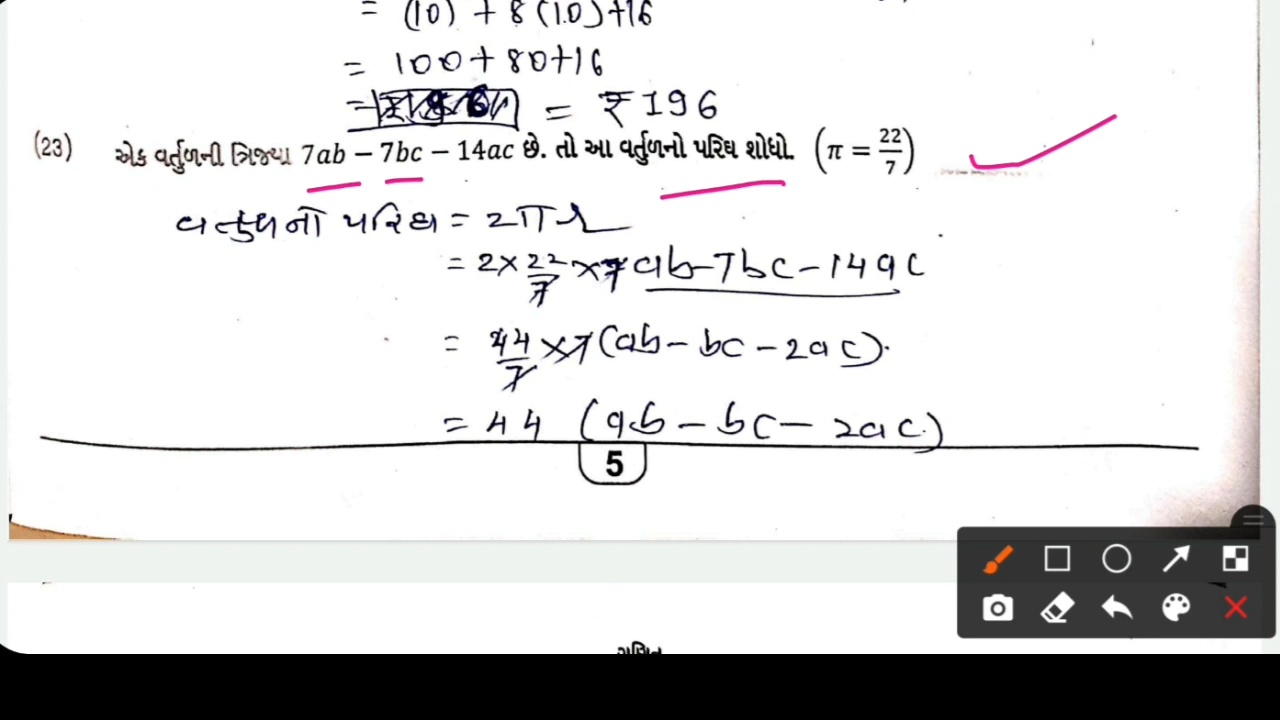 = (10) + 8(10)+16
= 100+80+16
= = ₹196
(23) એક વર્તુળની ત્રિજ્યા 7ab − 7bc − 14ac છે. તો આ વર્તુળનો પરિઘ શોધો. (π = 22/7)
વર્તુળનો પરિઘ = 2πr
= 2 × 22/7 × 7ab-7bc-14ac
= 44/7 × 7(ab - bc - 2ac).
= 44 (ab - bc - 2ac)
5
ગણિત